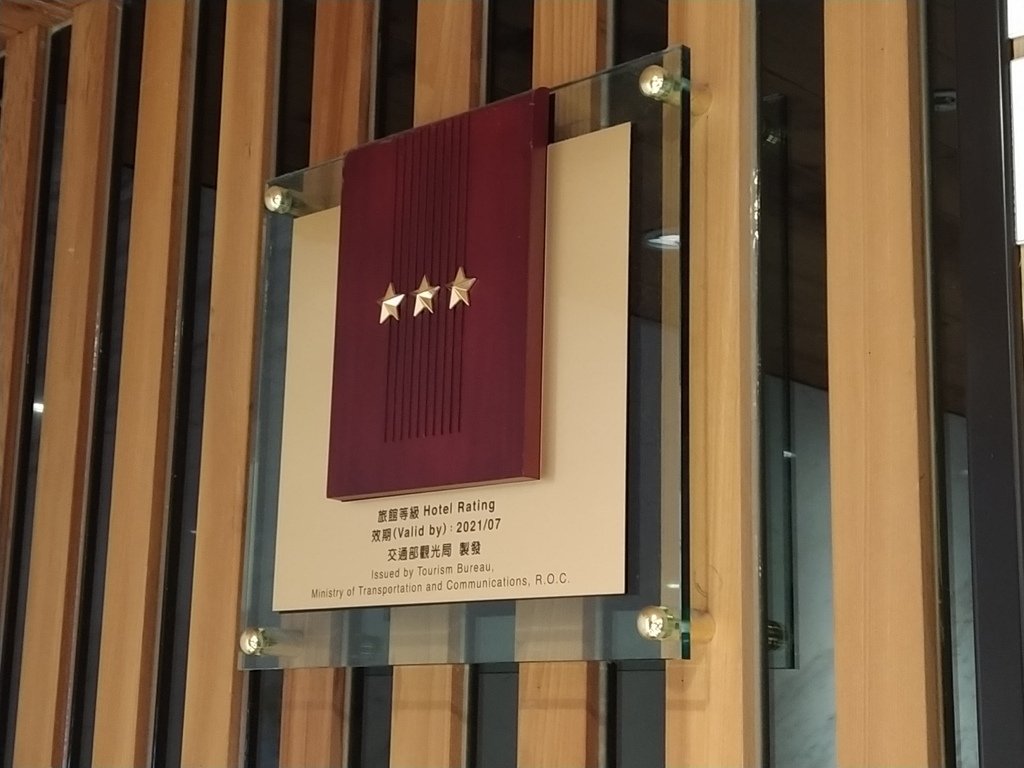 旅館等級 Hotel Rating
效期(Valid by)：2021/07
交通部觀光局 製發
Issued by Tourism Bureau,
Ministry of Transportation and Communications, R.O.C.